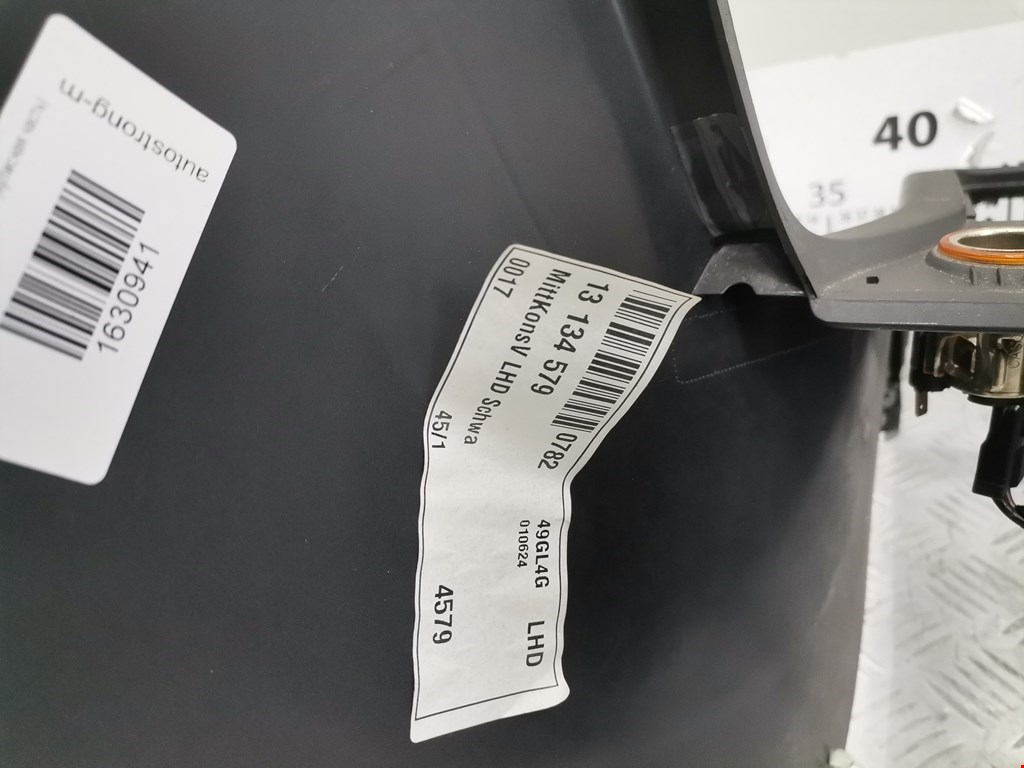 autostrong-m
1630941
0782
13 134 579
MittKonsV LHD Schwa
0017
45/1
49GL4G
010624
LHD
4579
40
35